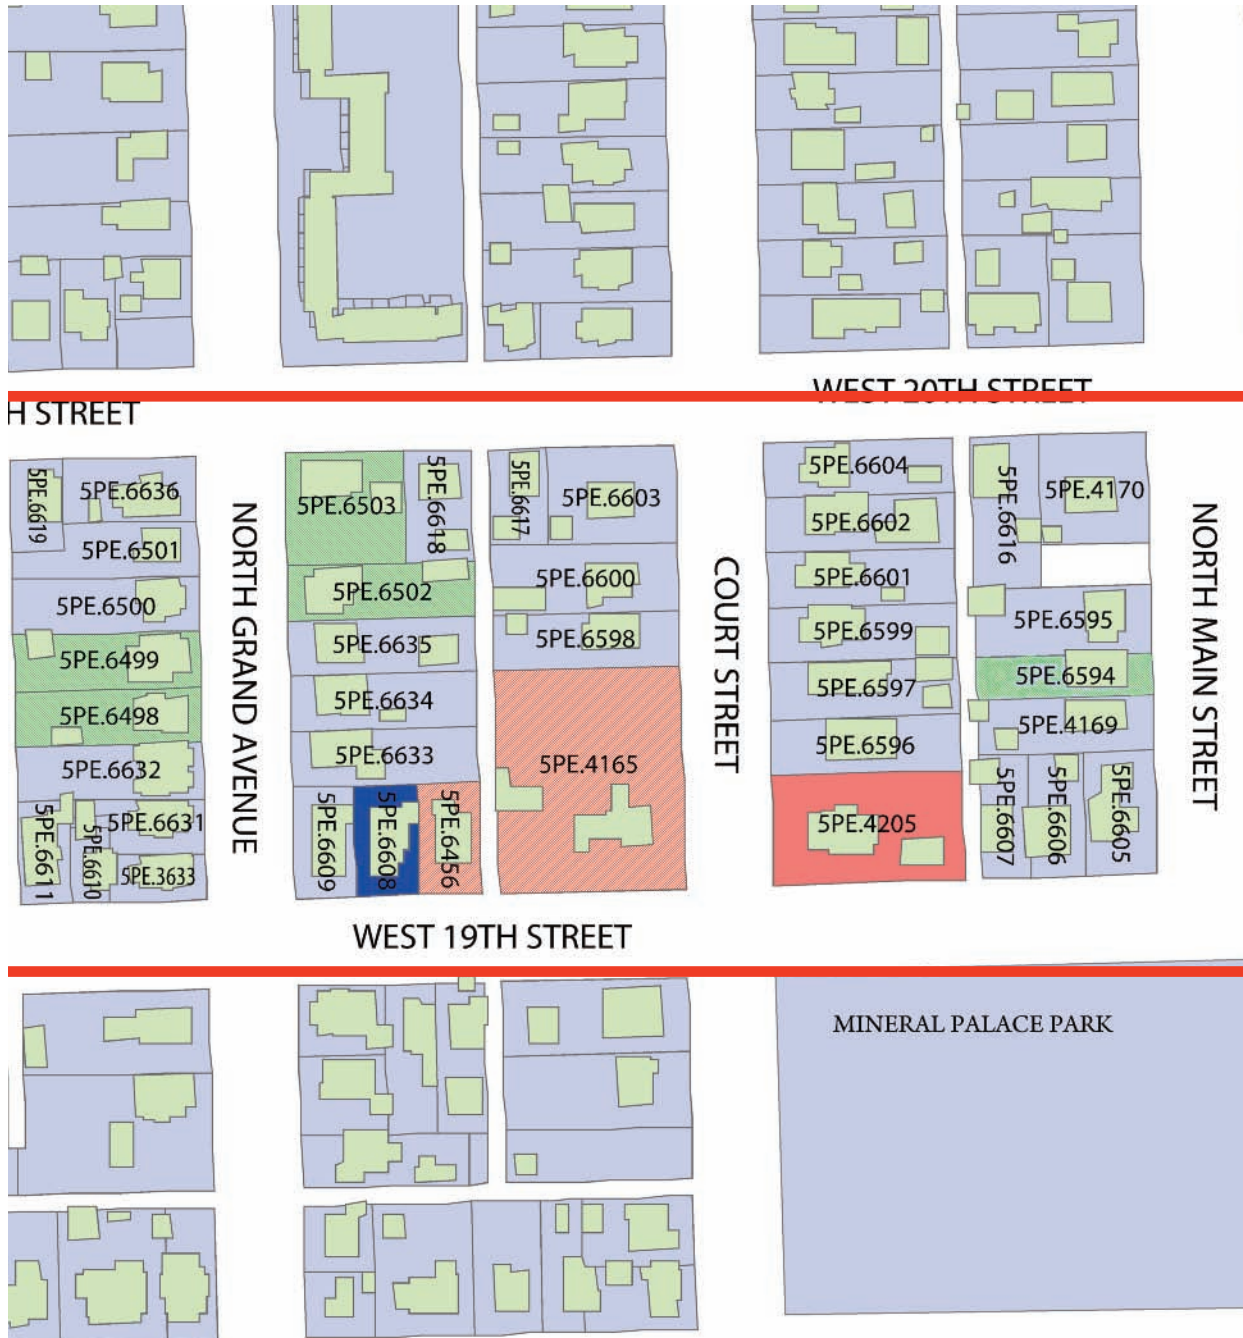 WEST 20TH STREET
H STREET
5PE.6619
5PE.6636
5PE.6501
5PE.6500
5PE.6499
5PE.6498
5PE.6632
5PE.6631
5PE.6611
5PE.6610
5PE.3633
NORTH GRAND AVENUE
5PE.6503
5PE.6618
5PE.6502
5PE.6635
5PE.6634
5PE.6633
5PE.6609
5PE.6608
5PE.6456
5PE.6617
5PE.6603
5PE.6600
5PE.6598
5PE.4165
COURT STREET
5PE.6604
5PE.6602
5PE.6601
5PE.6599
5PE.6597
5PE.6596
5PE.4205
5PE.6616
5PE.4170
5PE.6595
5PE.6594
5PE.4169
5PE.6607
5PE.6606
5PE.6605
NORTH MAIN STREET
WEST 19TH STREET
MINERAL PALACE PARK